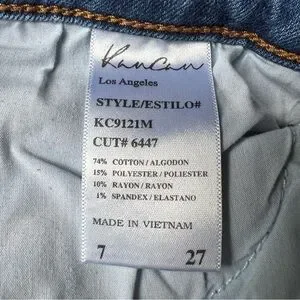 KanCan
Los Angeles
STYLE/ESTILO#
KC9121M
CUT# 6447
74% COTTON / ALGODON
15% POLYESTER / POLIESTER
10% RAYON / RAYON
1% SPANDEX / ELASTANO
MADE IN VIETNAM
7 27